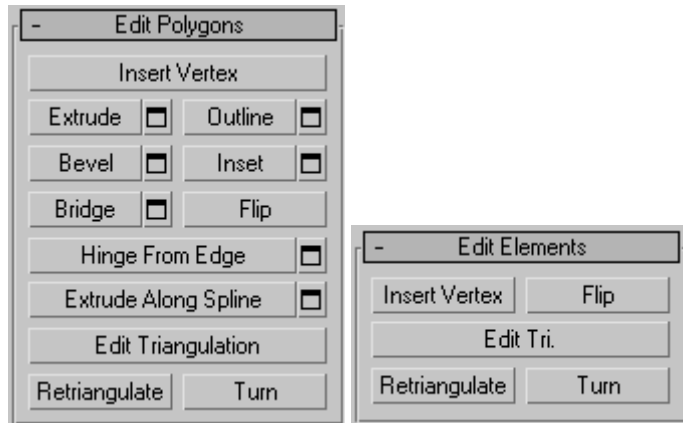 - Edit Polygons
Insert Vertex
Extrude Outline
Bevel Inset
Bridge Flip
Hinge From Edge
Extrude Along Spline
Edit Triangulation
Retriangulate Turn
- Edit Elements
Insert Vertex Flip
Edit Tri.
Retriangulate Turn